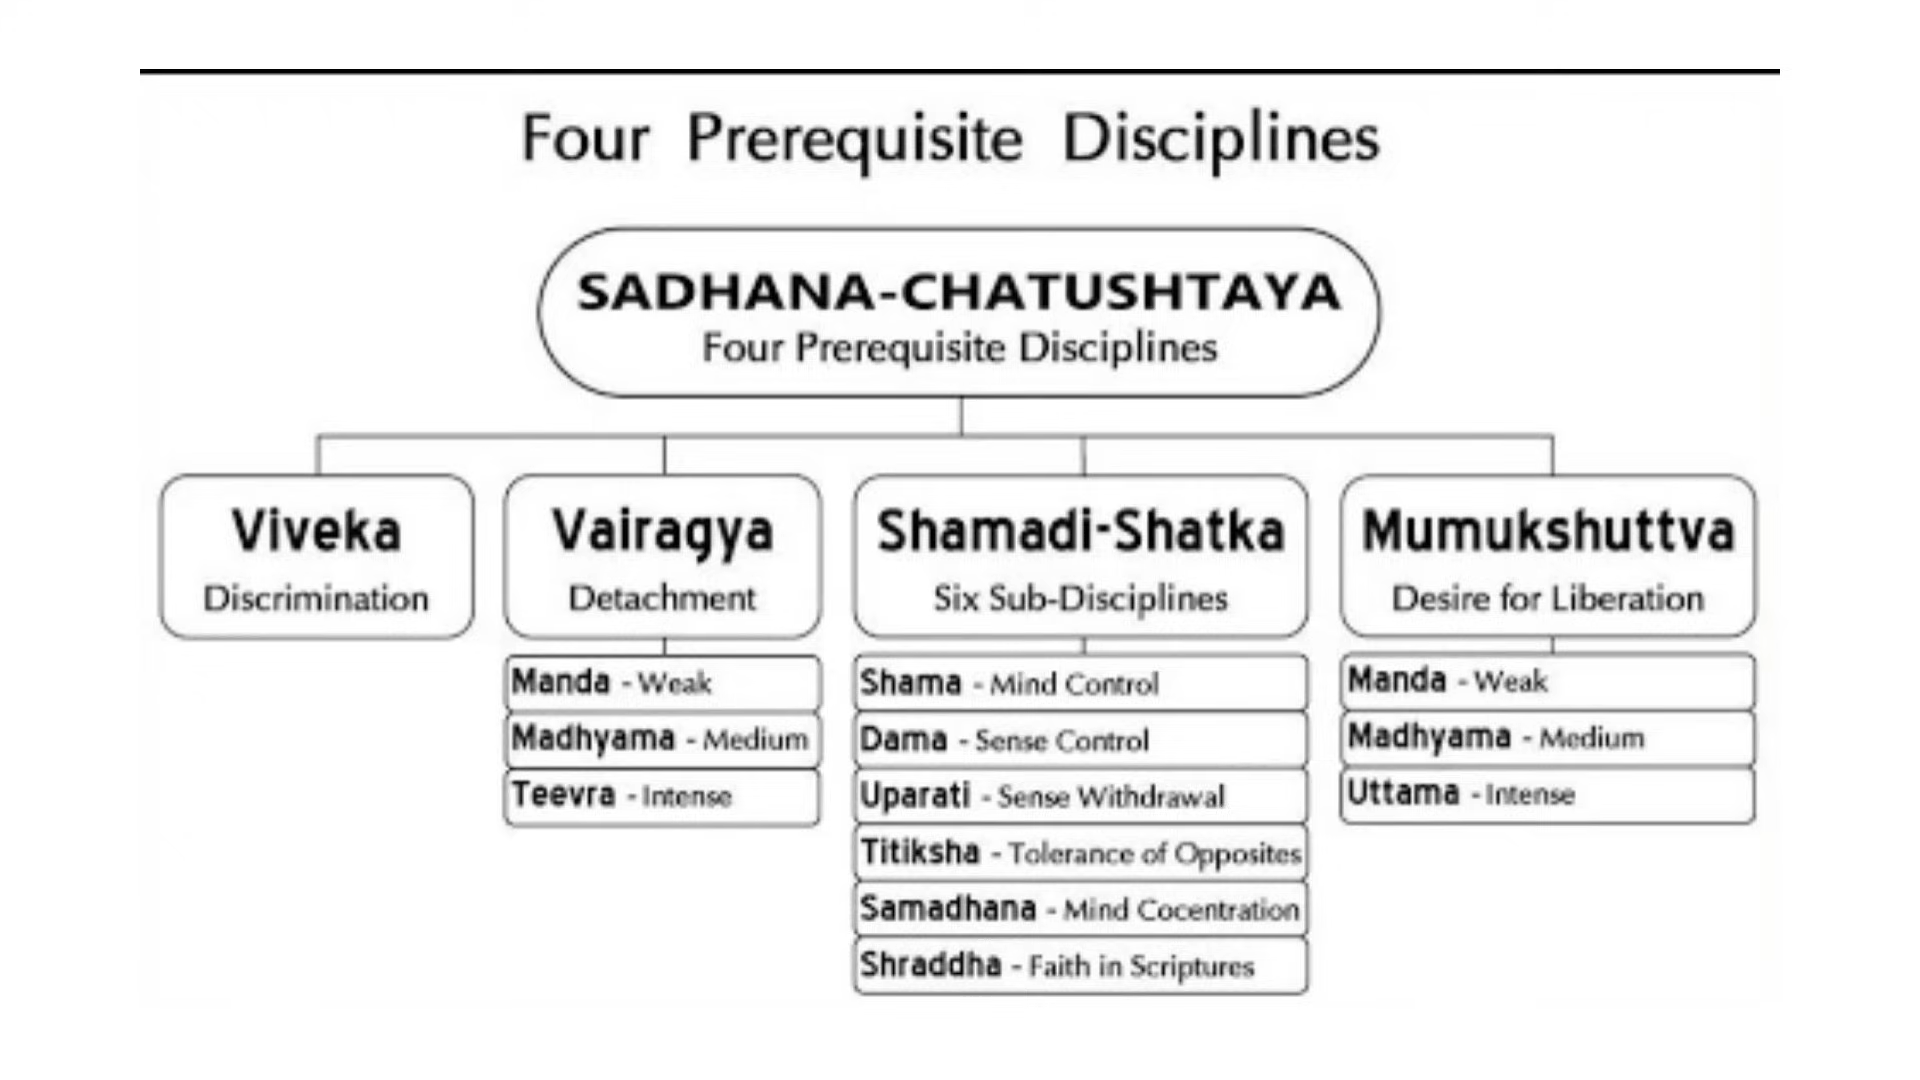 Four Prerequisite Disciplines
SADHANA-CHATUSHTAYA
Four Prerequisite Disciplines
Viveka
Discrimination
Vairagya
Detachment
Manda - Weak
Madhyama - Medium
Teevra - Intense
Shamadi-Shatka
Six Sub-Disciplines
Shama - Mind Control
Dama - Sense Control
Uparati - Sense Withdrawal
Titiksha - Tolerance of Opposites
Samadhana - Mind Cocentration
Shraddha - Faith in Scriptures
Mumukshuttva
Desire for Liberation
Manda - Weak
Madhyama - Medium
Uttama - Intense